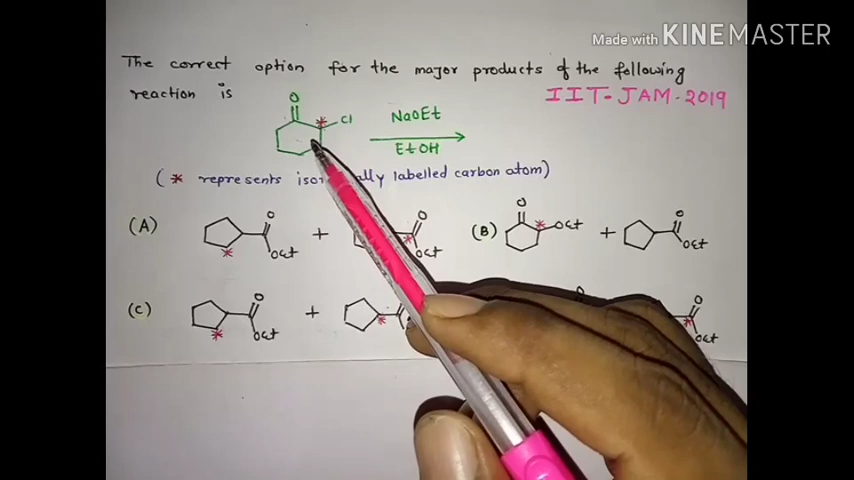 Made with KINEMASTER
The correct option for the major products of the following
reaction is
IIT-JAM-2019
O
* Cl
NaOEt
EtOH
(* represents labelled carbon atom)
(A) O * OEt + O * OEt
(B) O * OEt + O OEt
(C) O * OEt + *
O * OEt